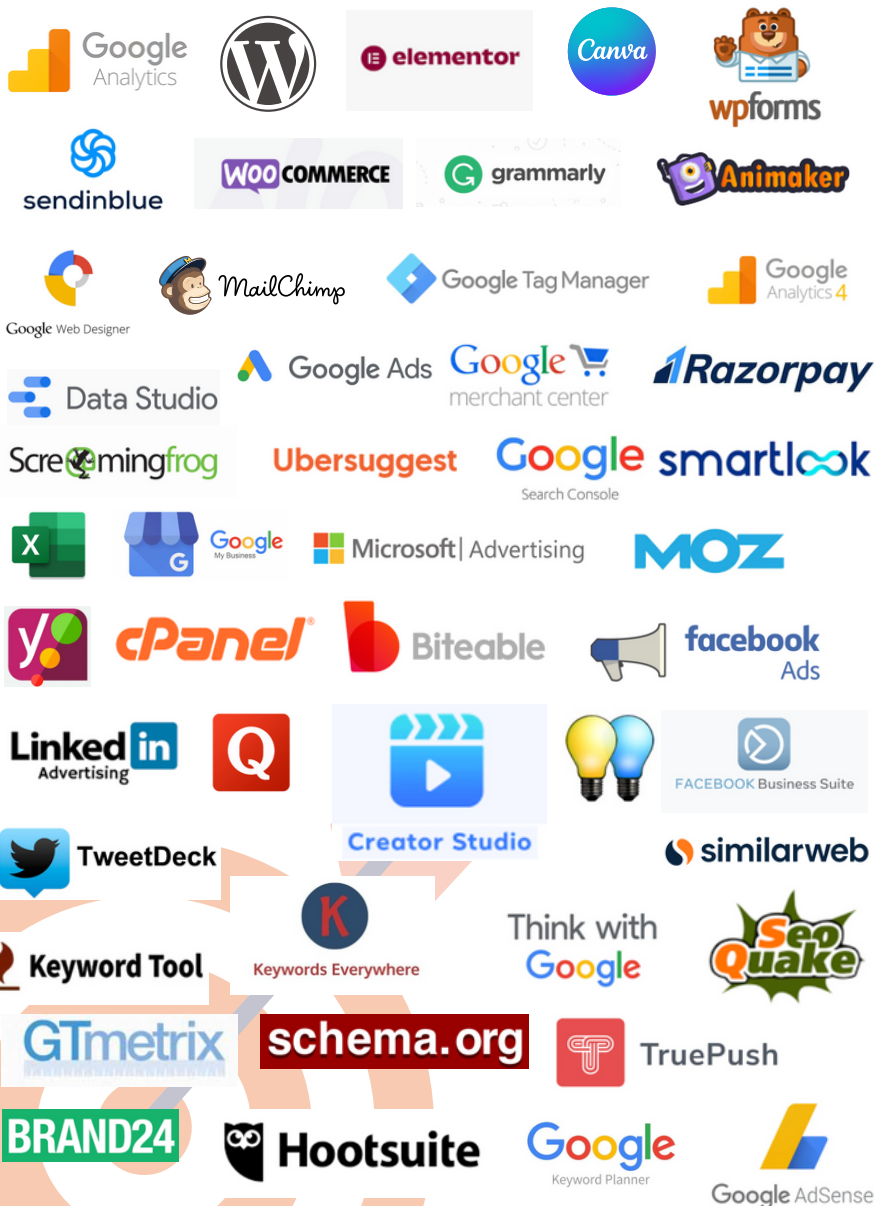 Google
Analytics
W
elementor
Canva
wpforms
sendinblue
WOO COMMERCE
G grammarly
Animaker
Google Web Designer
MailChimp
Google Tag Manager
Google
Analytics 4
Data Studio
Google Ads
Google
merchant center
Razorpay
Screamingfrog
Ubersuggest
Google
Search Console
smartlook
X
G
Google
My Business
Microsoft | Advertising
MOZ
y
cPanel®
b
Biteable
facebook
Ads
Linked in
Advertising
Q
Creator Studio
FACEBOOK Business Suite
TweetDeck
similarweb
Keyword Tool
K
Keywords Everywhere
Think with
Google
Seo
Quake
GTmetrix
schema.org
T
TruePush
BRAND24
Hootsuite
Google
Keyword Planner
Google AdSense